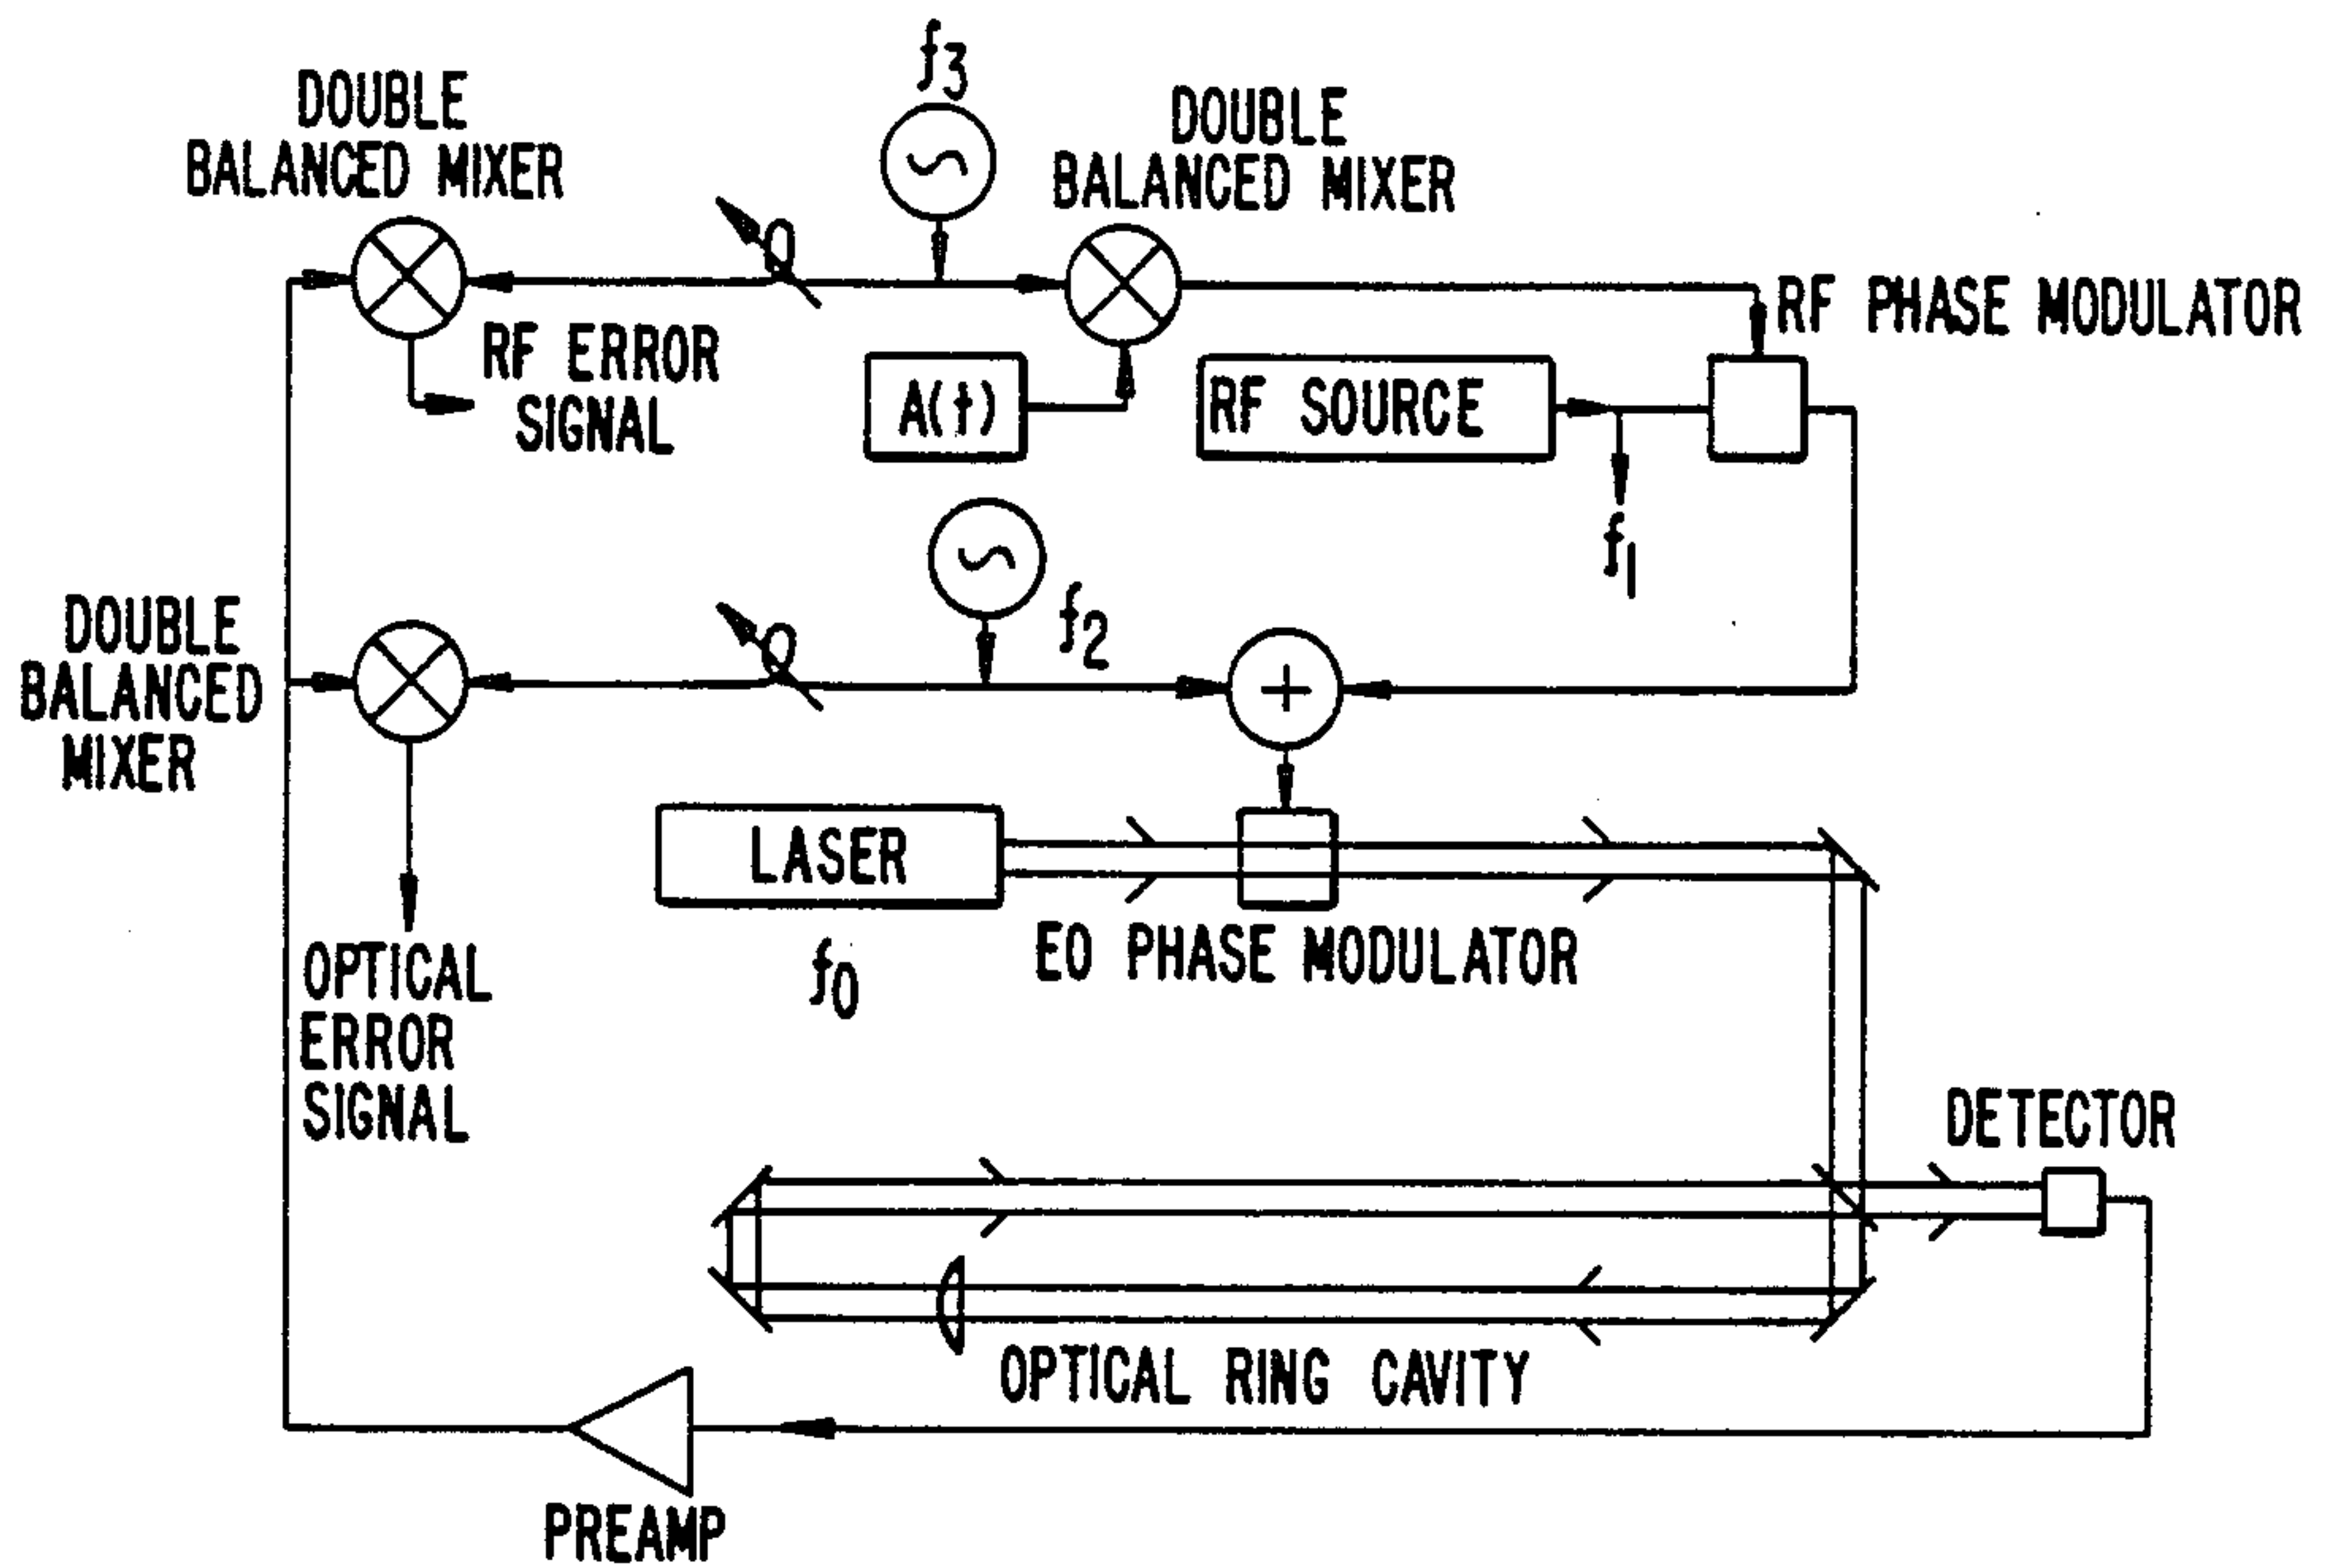 f3
DOUBLE
BALANCED MIXER
DOUBLE
BALANCED MIXER
RF PHASE MODULATOR
RF ERROR
SIGNAL
A(t)
RF SOURCE
f1
f2
DOUBLE
BALANCED
MIXER
+
LASER
f0
EO PHASE MODULATOR
OPTICAL
ERROR
SIGNAL
DETECTOR
OPTICAL RING CAVITY
PREAMP